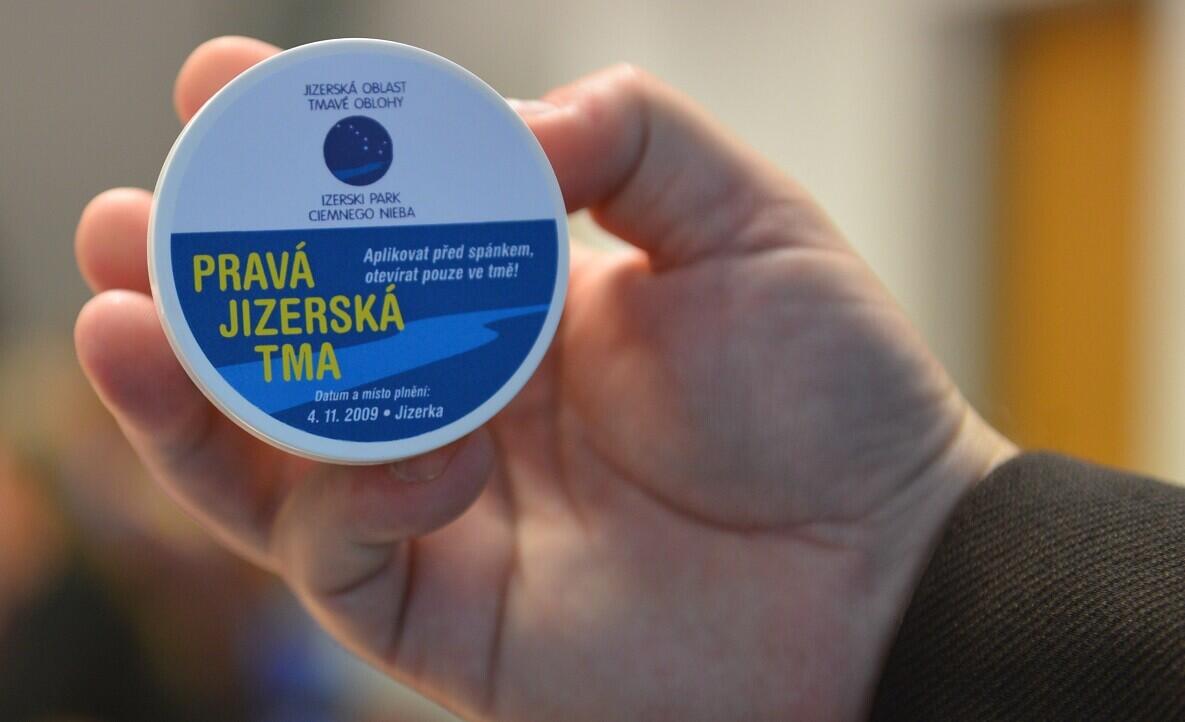 JIZERSKÁ OBLAST
TMAVÉ OBLOHY
IZERSKI PARK
CIEMNEGO NIEBA
PRAVÁ
JIZERSKÁ
TMA
Aplikovat před spánkem,
otevírat pouze ve tmě!
Datum a místo plnění:
4. 11. 2009 • Jizerka